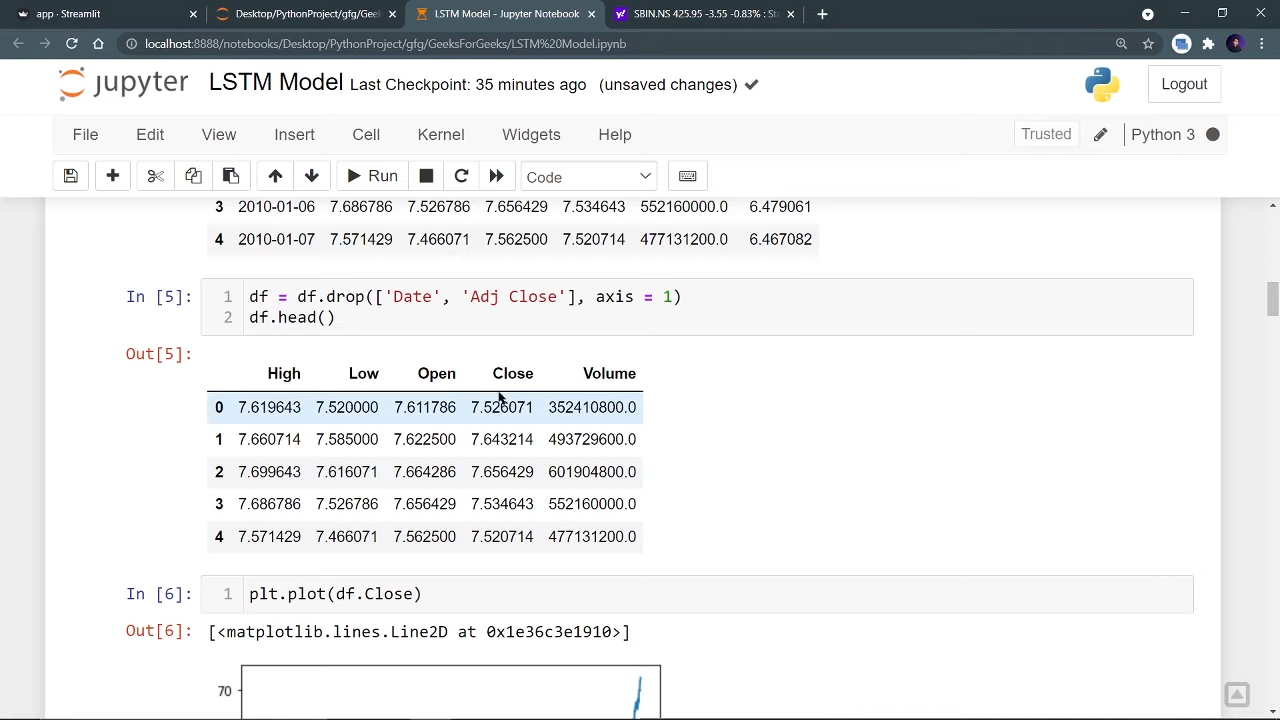 app · Streamlit
Desktop/PythonProject/gfg/Geek
LSTM Model - Jupyter Notebook
SBIN.NS 425.95 -3.55 -0.83% : St
localhost:8888/notebooks/Desktop/PythonProject/gfg/GeeksForGeeks/LSTM%20Model.ipynb
jupyter LSTM Model Last Checkpoint: 35 minutes ago (unsaved changes) Logout
File Edit View Insert Cell Kernel Widgets Help Trusted Python 3
Run Code
3 2010-01-06 7.686786 7.526786 7.656429 7.534643 552160000.0 6.479061
4 2010-01-07 7.571429 7.466071 7.562500 7.520714 477131200.0 6.467082
In [5]: 1 df = df.drop(['Date', 'Adj Close'], axis = 1)
2 df.head()
Out[5]:
High Low Open Close Volume
0 7.619643 7.520000 7.611786 7.526071 352410800.0
1 7.660714 7.585000 7.622500 7.643214 493729600.0
2 7.699643 7.616071 7.664286 7.656429 601904800.0
3 7.686786 7.526786 7.656429 7.534643 552160000.0
4 7.571429 7.466071 7.562500 7.520714 477131200.0
In [6]: 1 plt.plot(df.Close)
Out[6]: [<matplotlib.lines.Line2D at 0x1e36c3e1910>]
70